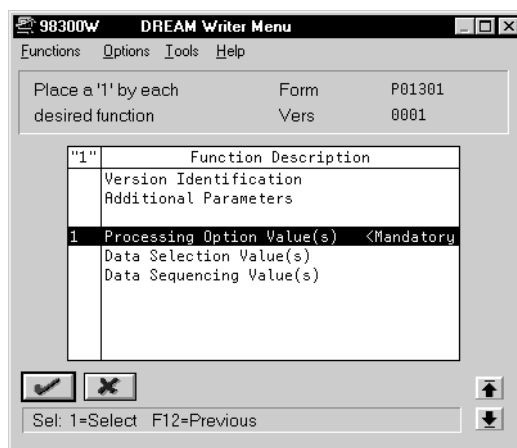 98300W DREAM Writer Menu
Functions Options Tools Help
Place a '1' by each Form P01301
desired function Vers 0001
"1" Function Description
Version Identification
Additional Parameters
1 Processing Option Value(s) <Mandatory
Data Selection Value(s)
Data Sequencing Value(s)
Sel: 1=Select F12=Previous